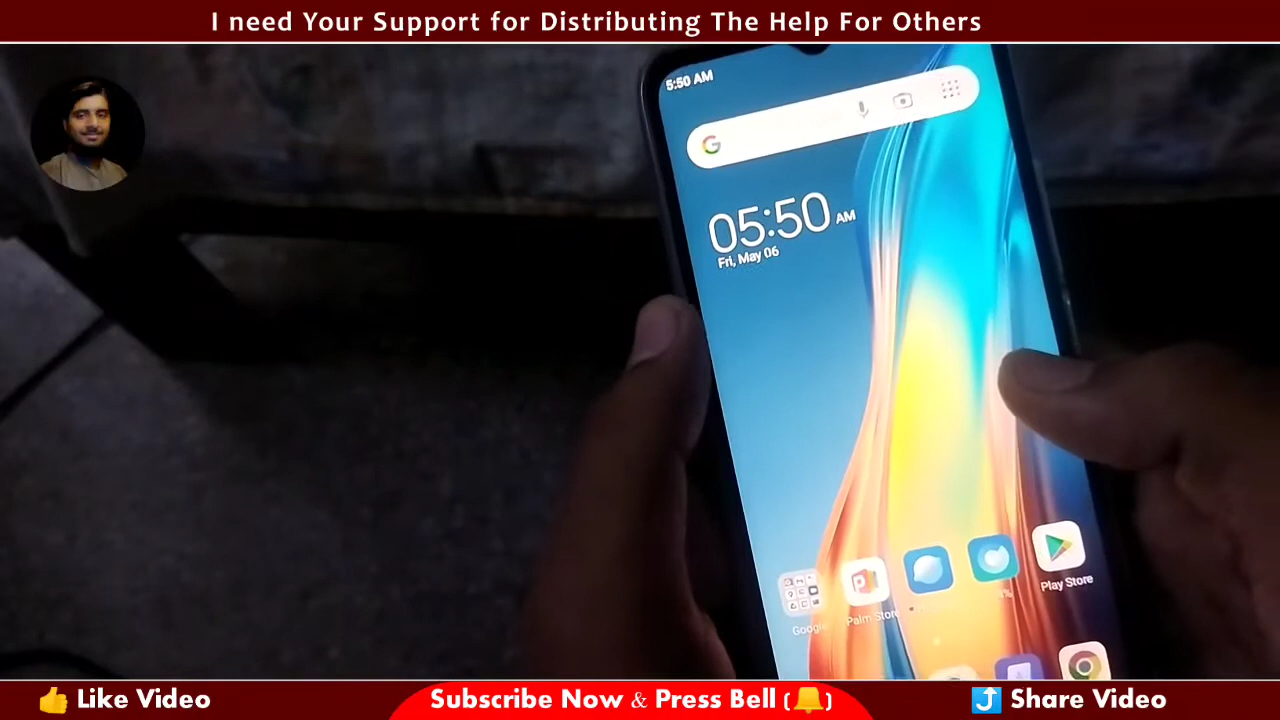 I need Your Support for Distributing The Help For Others
5:50 AM
05:50 AM
Fri, May 06
Google
Palm Store
Play Store
👍 Like Video
Subscribe Now & Press Bell (🔔)
Share Video